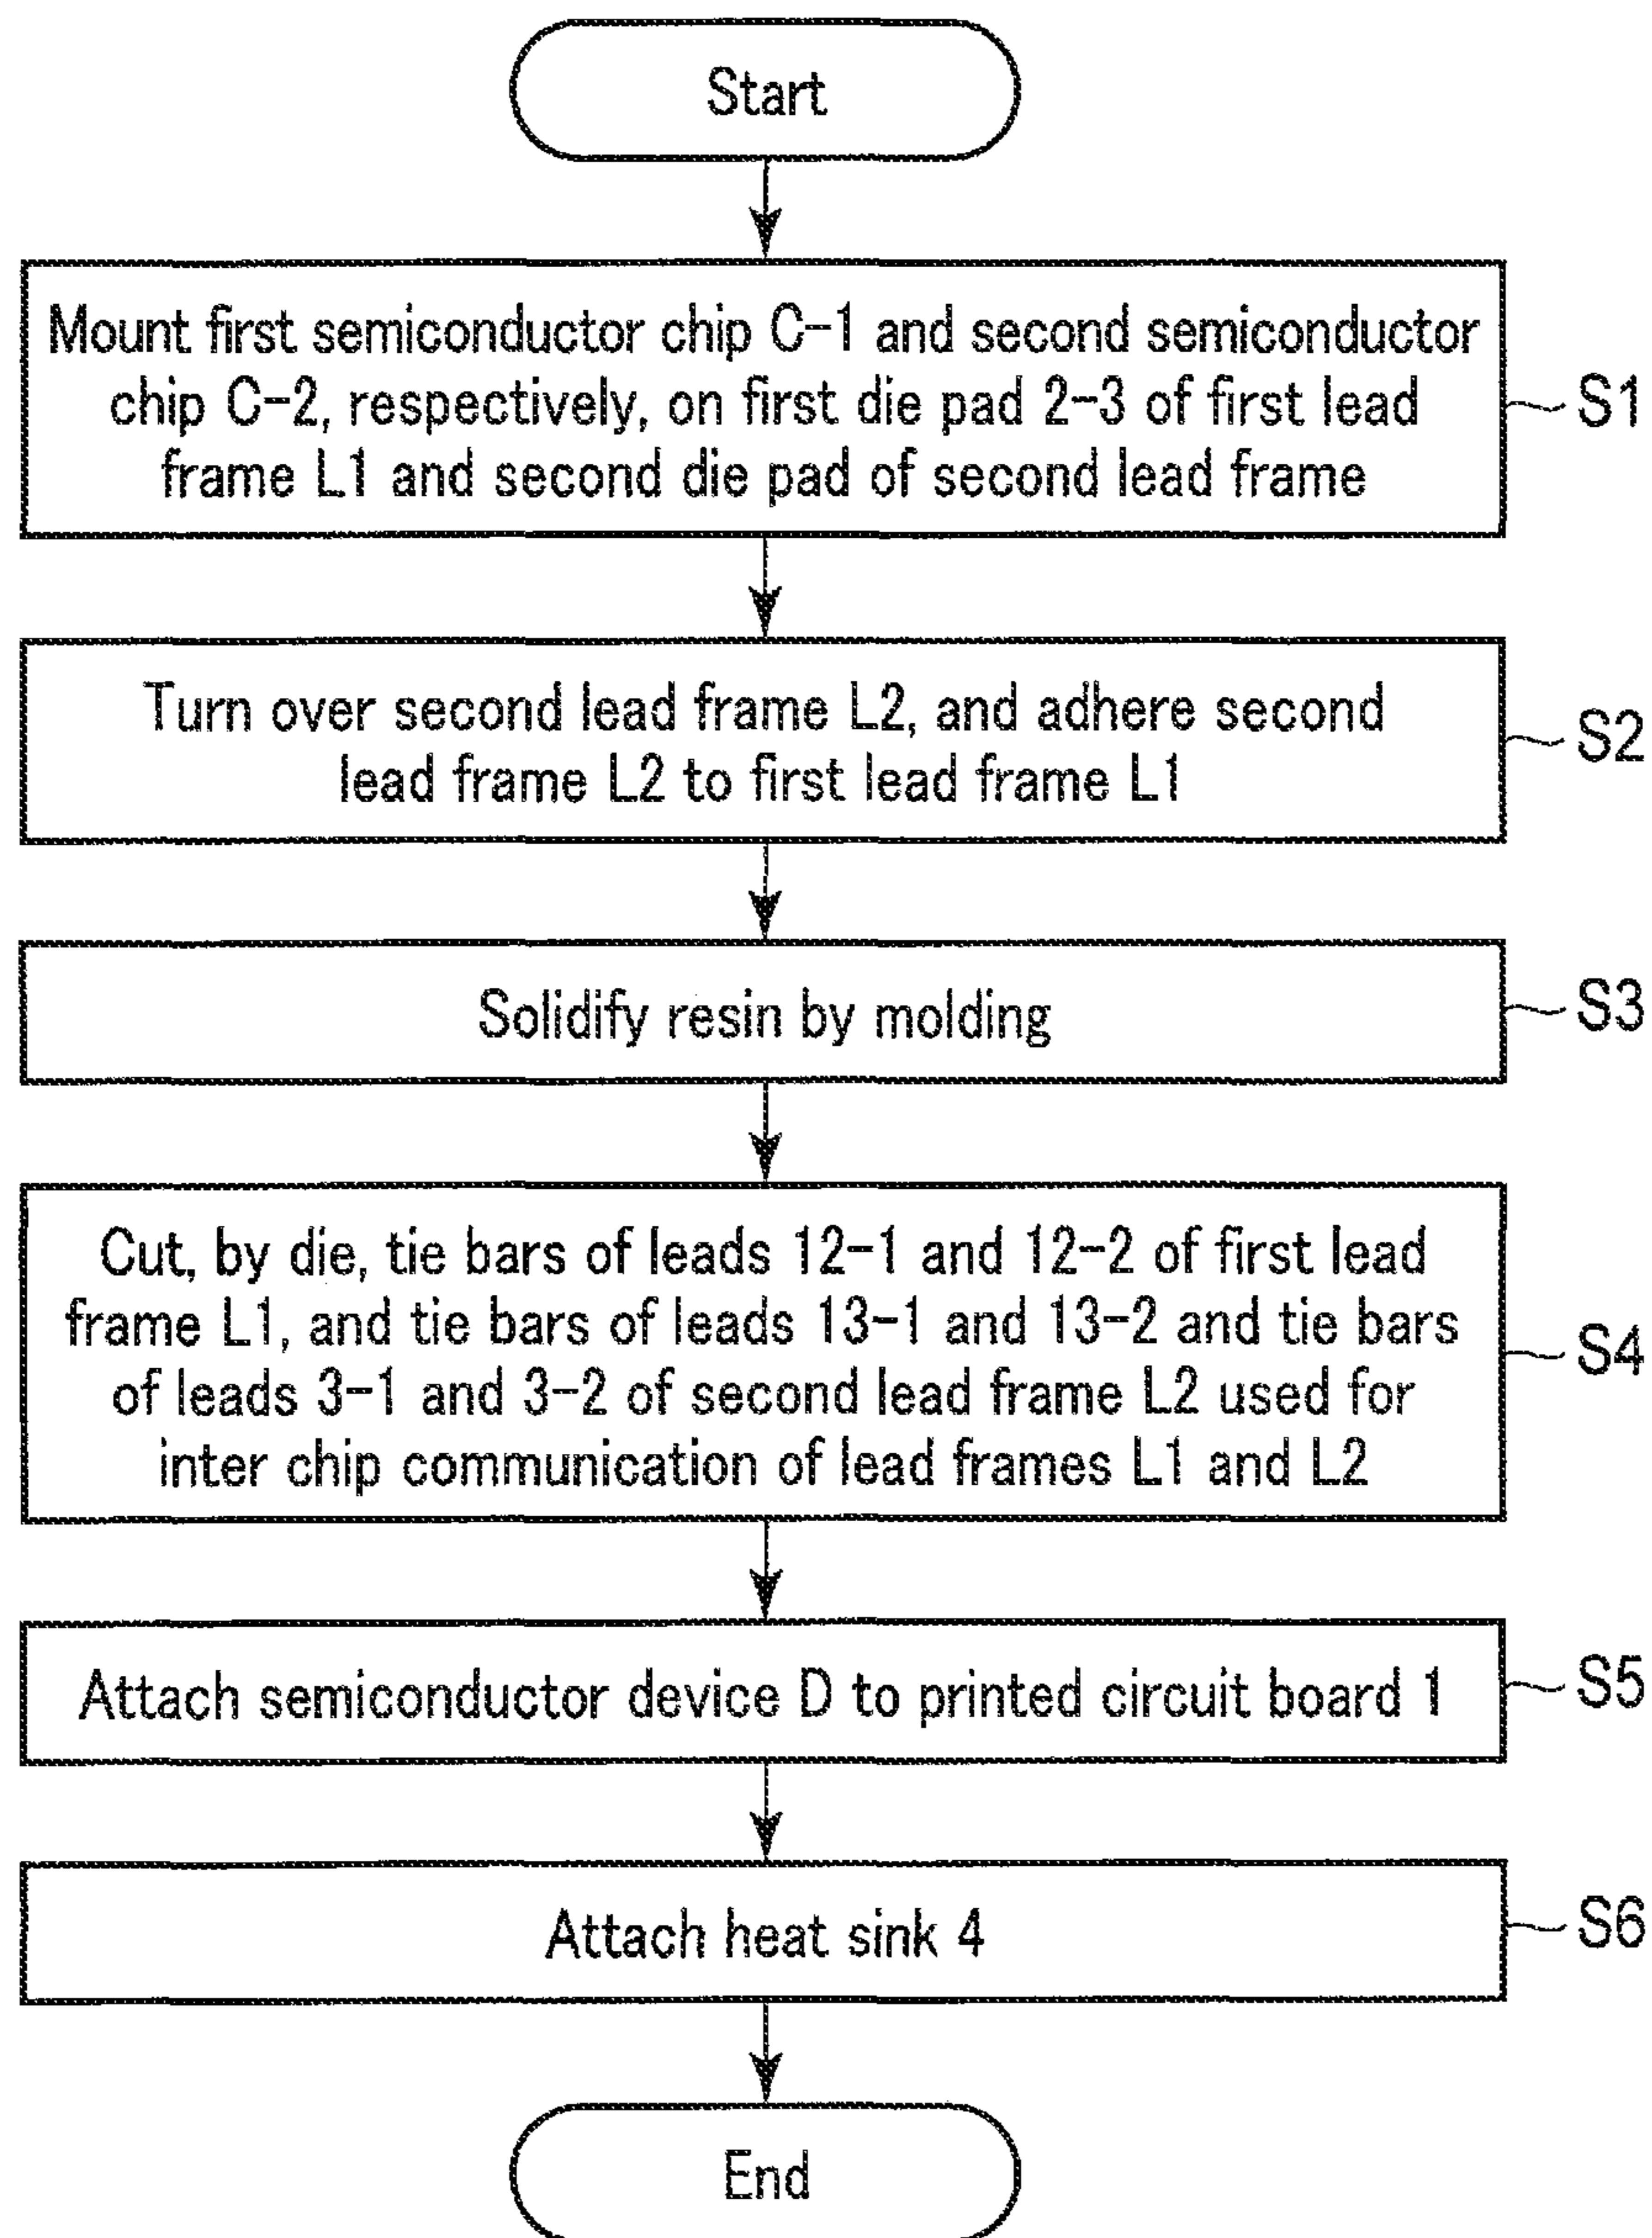 Start
Mount first semiconductor chip C-1 and second semiconductor
chip C-2, respectively, on first die pad 2-3 of first lead
frame L1 and second die pad of second lead frame
S1
Turn over second lead frame L2, and adhere second
lead frame L2 to first lead frame L1
S2
Solidify resin by molding
S3
Cut, by die, tie bars of leads 12-1 and 12-2 of first lead
frame L1, and tie bars of leads 13-1 and 13-2 and tie bars
of leads 3-1 and 3-2 of second lead frame L2 used for
inter chip communication of lead frames L1 and L2
S4
Attach semiconductor device D to printed circuit board 1
S5
Attach heat sink 4
S6
End